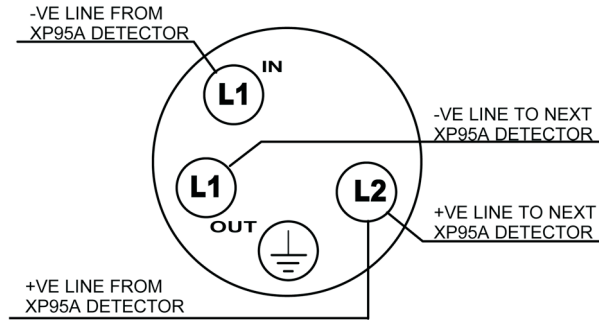 -VE LINE FROM
XP95A DETECTOR
IN
L1
-VE LINE TO NEXT
XP95A DETECTOR
L1
L2
OUT
+VE LINE TO NEXT
XP95A DETECTOR
+VE LINE FROM
XP95A DETECTOR